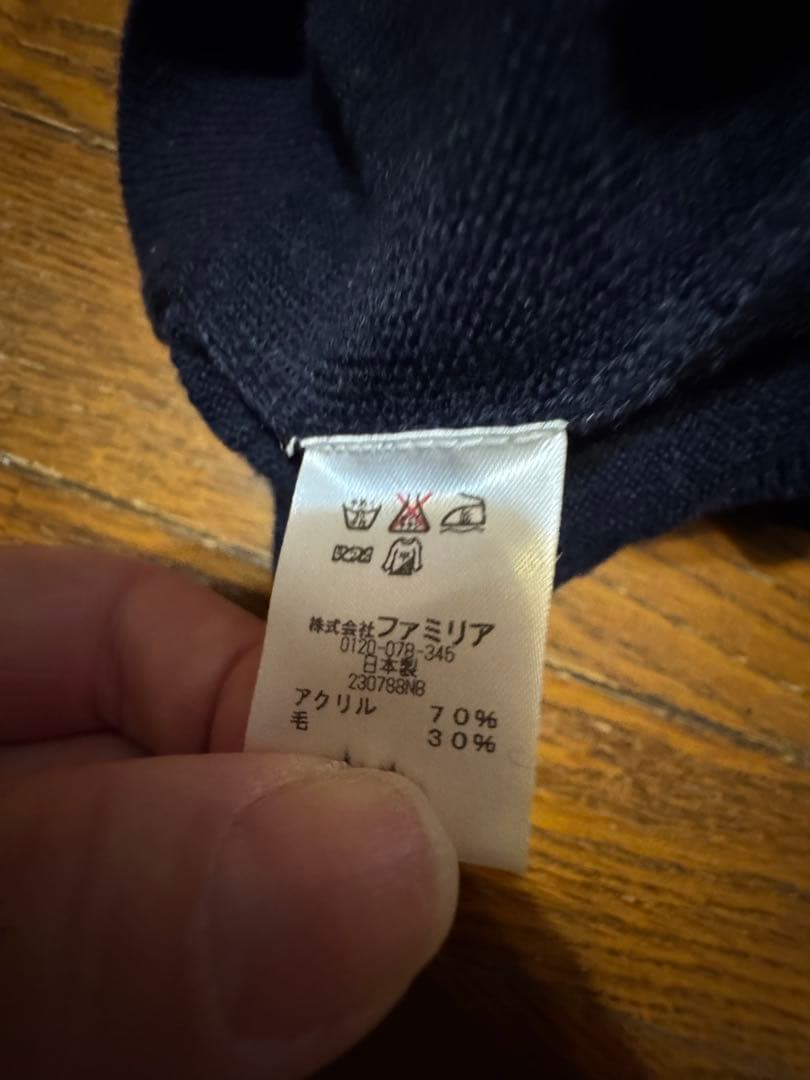 株式会社ファミリア
0120-078-345
日本製
230788NB
アクリル 70%
毛 30%